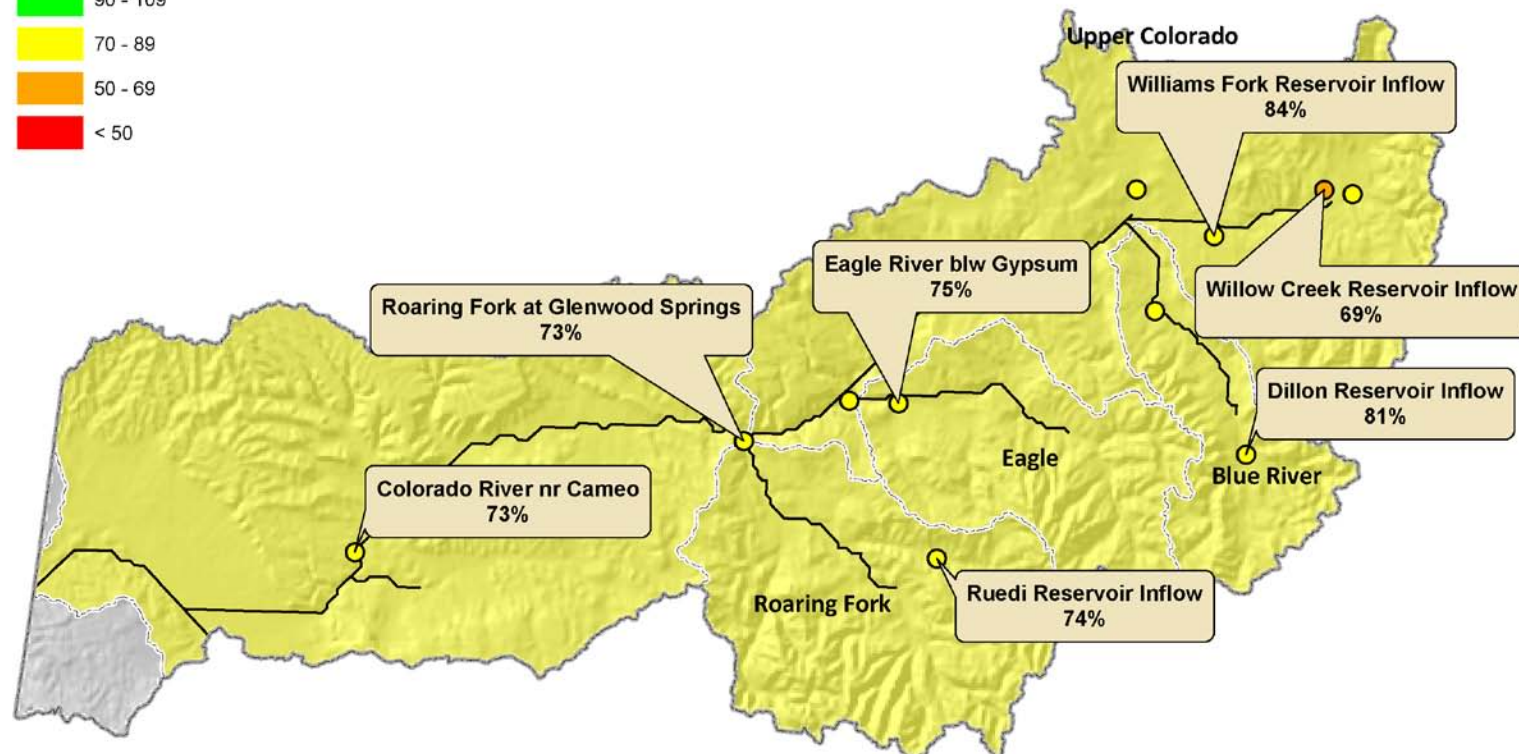 90 - 109
70 - 89
50 - 69
< 50
Upper Colorado
Williams Fork Reservoir Inflow
84%
Eagle River blw Gypsum
75%
Willow Creek Reservoir Inflow
69%
Roaring Fork at Glenwood Springs
73%
Dillon Reservoir Inflow
81%
Eagle
Blue River
Colorado River nr Cameo
73%
Roaring Fork
Ruedi Reservoir Inflow
74%